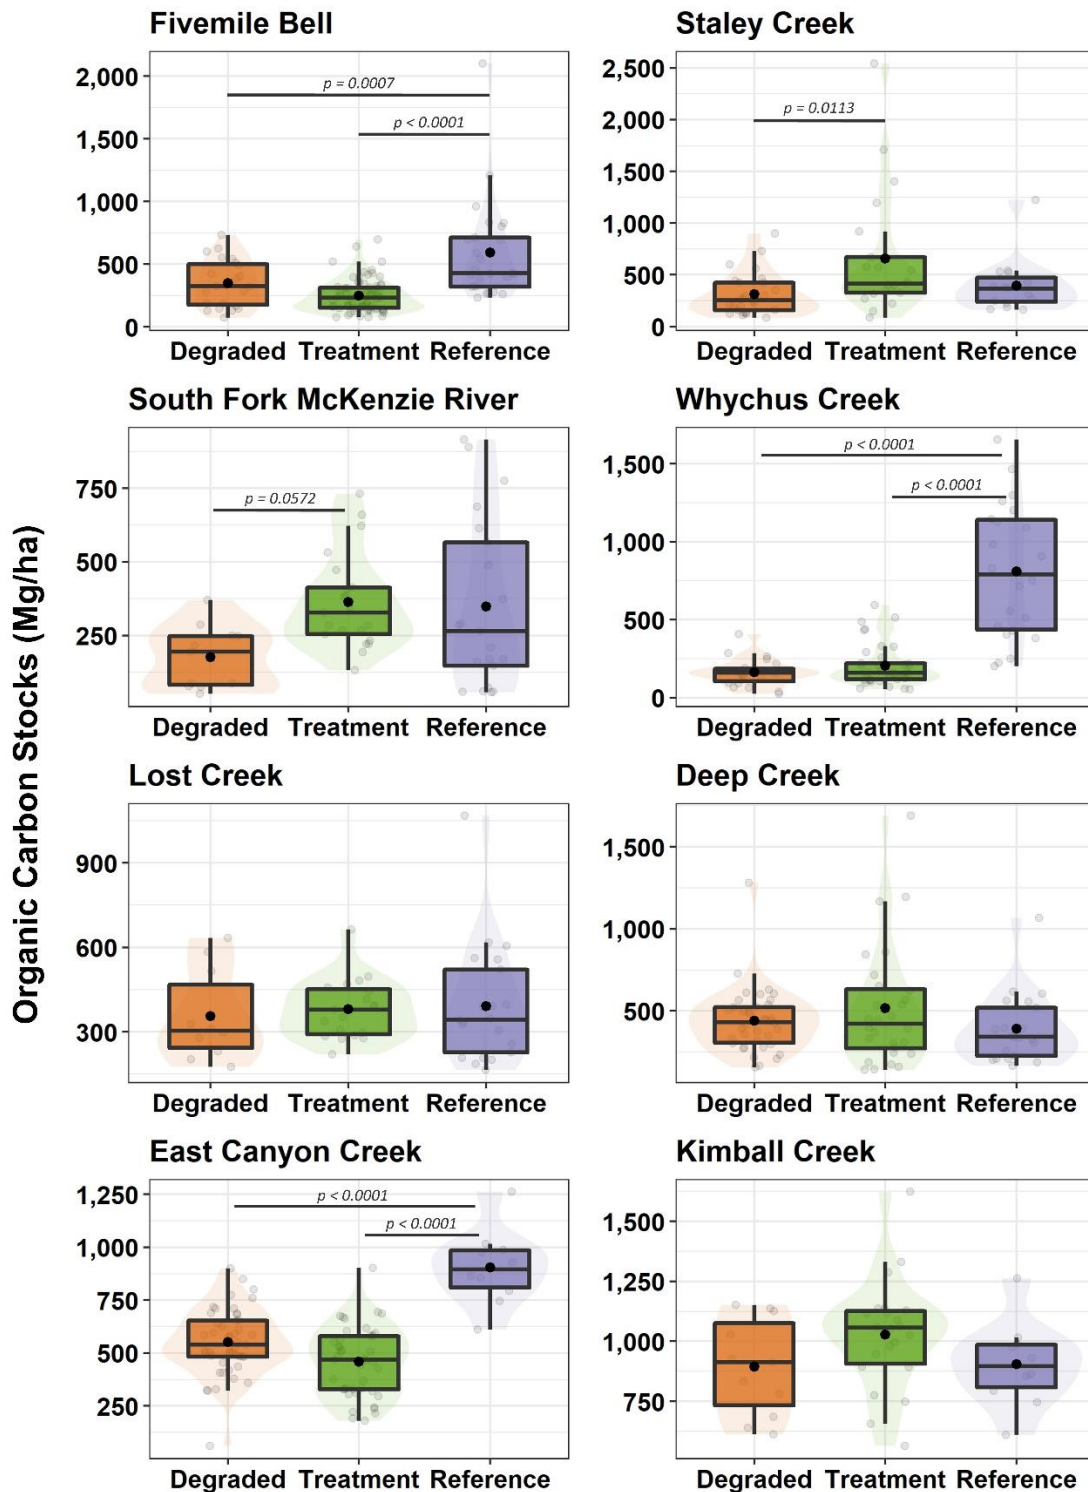 Fivemile Bell
2,000
1,500
1,000
500
0
p = 0.0007
p < 0.0001
Degraded Treatment Reference
Staley Creek
2,500
2,000
1,500
1,000
500
0
p = 0.0113
Degraded Treatment Reference
South Fork McKenzie River
750
500
250
p = 0.0572
Degraded Treatment Reference
Whychus Creek
1,500
1,000
500
0
p < 0.0001
p < 0.0001
Degraded Treatment Reference
Organic Carbon Stocks (Mg/ha)
Lost Creek
900
600
300
Degraded Treatment Reference
Deep Creek
1,500
1,000
500
Degraded Treatment Reference
East Canyon Creek
1,250
1,000
750
500
250
p < 0.0001
p < 0.0001
Degraded Treatment Reference
Kimball Creek
1,500
1,250
1,000
750
Degraded Treatment Reference